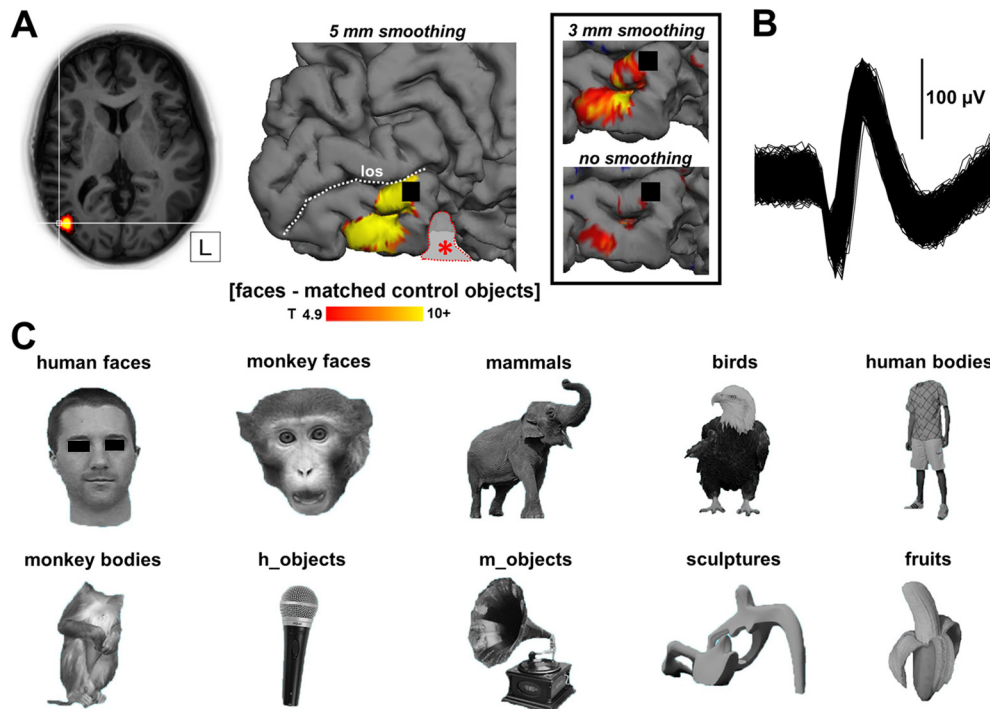 A
5 mm smoothing
3 mm smoothing
B
100 µV
los
no smoothing
*
L
[faces - matched control objects]
T 4.9 10+
C
human faces
monkey faces
mammals
birds
human bodies
monkey bodies
h_objects
m_objects
sculptures
fruits